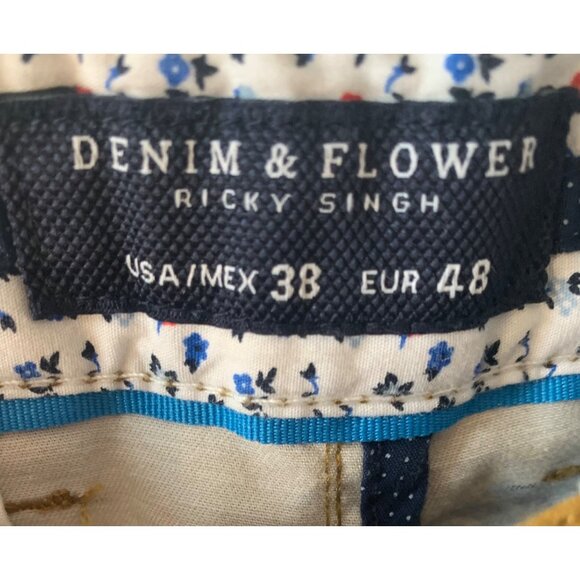 DENIM & FLOWER
RICKY SINGH
USA/MEX 38 EUR 48